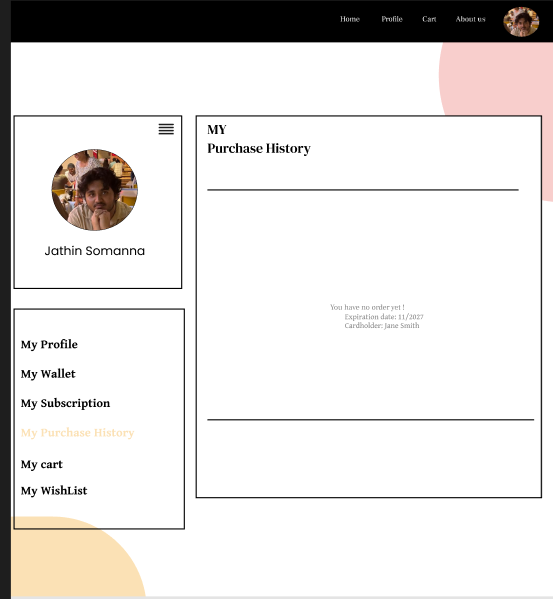 Home Profile Cart About us
Jathin Somanna
My Profile
My Wallet
My Subscription
My Purchase History
My cart
My WishList
MY
Purchase History
You have no order yet !
Expiration date: 11/2027
Cardholder: Jane Smith